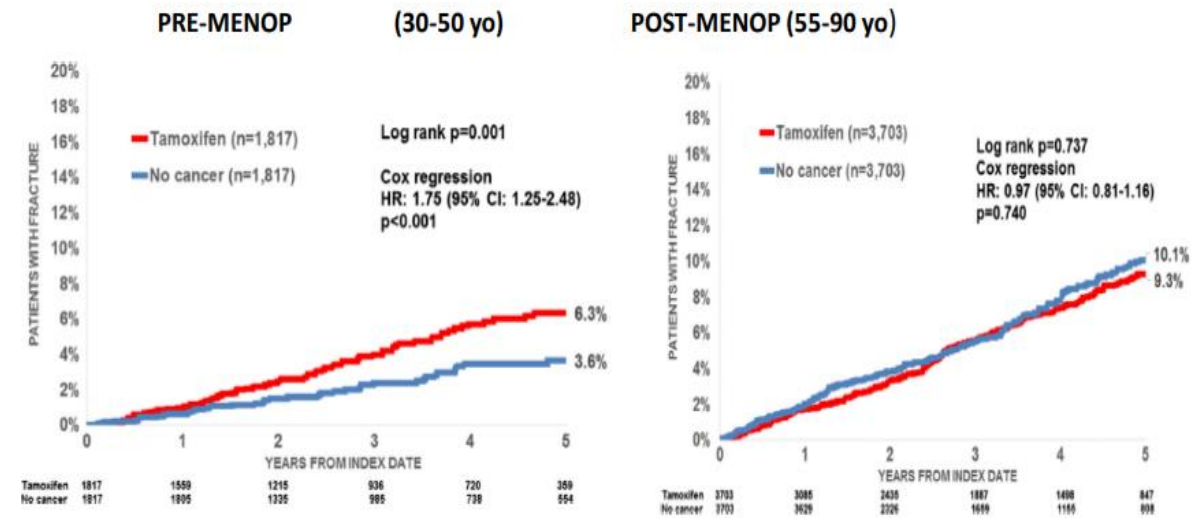 PRE-MENOP (30-50 yo)
20%
18%
16%
14%
12%
10%
8%
6%
4%
2%
0%
PATIENTS WITH FRACTURE
Tamoxifen (n=1,817)
No cancer (n=1,817)
Log rank p=0.001
Cox regression
HR: 1.75 (95% CI: 1.25-2.48)
p<0.001
6.3%
3.6%
0 1 2 3 4 5
YEARS FROM INDEX DATE
Tamoxifen 1817 1559 1215 936 720 359
No cancer 1817 1805 1335 985 738 554
POST-MENOP (55-90 yo)
20%
18%
16%
14%
12%
10%
8%
6%
4%
2%
0%
PATIENTS WITH FRACTURE
Tamoxifen (n=3,703)
No cancer (n=3,703)
Log rank p=0.737
Cox regression
HR: 0.97 (95% CI: 0.81-1.16)
p=0.740
10.1%
9.3%
0 1 2 3 4 5
YEARS FROM INDEX DATE
Tamoxifen 3703 3085 2435 1887 847
No cancer 3703 3629 2326